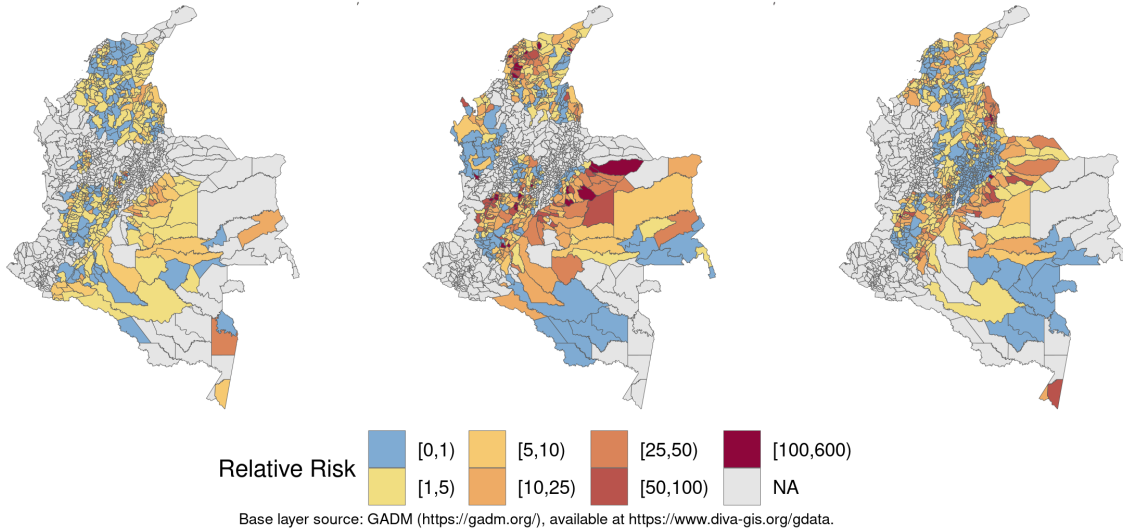 Relative Risk
[0,1) [5,10) [25,50) [100,600)
[1,5) [10,25) [50,100) NA
Base layer source: GADM (https://gadm.org/), available at https://www.diva-gis.org/gdata.